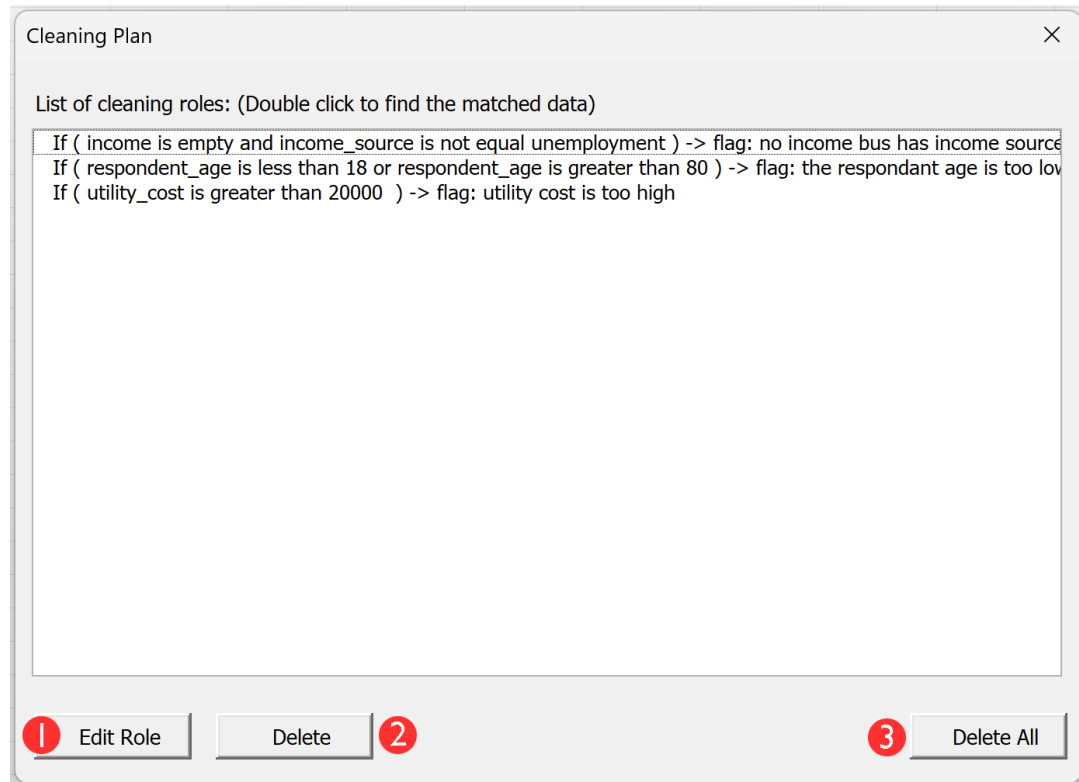 Cleaning Plan
List of cleaning roles: (Double click to find the matched data)
If ( income is empty and income_source is not equal unemployment ) -> flag: no income bus has income source
If ( respondent_age is less than 18 or respondent_age is greater than 80 ) -> flag: the respondant age is too low
If ( utility_cost is greater than 20000 ) -> flag: utility cost is too high
1 Edit Role Delete 2 3 Delete All